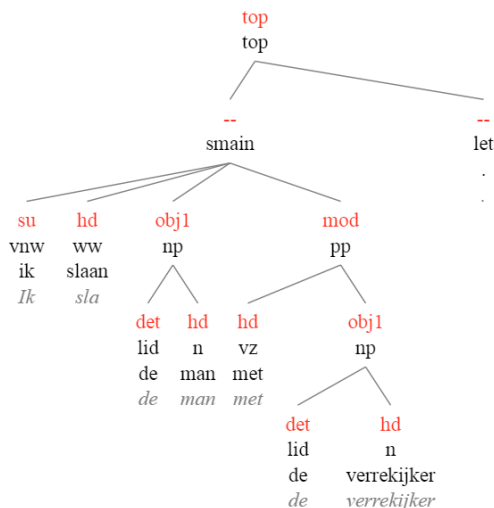 top
top
-- --
smain let
.
.
su hd obj1 mod
vnw ww np pp
ik slaan
Ik sla
det hd hd obj1
lid n vz np
de man met
de man met
det hd
lid n
de verrekijker
de verrekijker